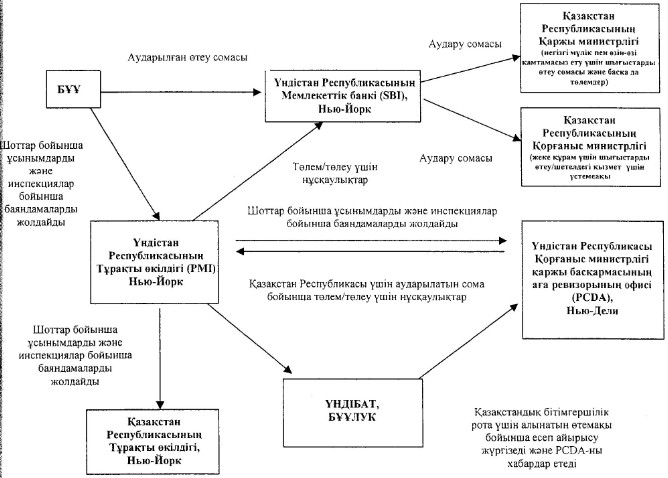 Қазақстан
Республикасының
Қаржы министрлігі
(негізгі мүлік пен өзін-өзі
қамтамасыз ету үшін шығыстарды
өтеу сомасы және басқа да
төлемдер)
Аудару сомасы
Аударылған өтеу сомасы
БҰҰ
Үндістан Республикасының
Мемлекеттік банкі (SBI),
Нью-Йорк
Қазақстан
Республикасының
Қорғаныс министрлігі
(жеке құрам үшін шығыстарды
өтеу/шетелдегі қызмет үшін
үстемеақы
Аудару сомасы
Шоттар бойынша
ұсынымдарды
және
инспекциялар
бойынша
баяндамаларды
жолдайды
Төлем/төлеу үшін
нұсқаулықтар
Үндістан
Республикасының
Тұрақты өкілдігі (PMI)
Нью-Йорк
Шоттар бойынша ұсынымдарды және инспекциялар
бойынша баяндамаларды жолдайды
Қазақстан Республикасы үшін аударылатын сома
бойынша төлем/төлеу үшін нұсқаулықтар
Үндістан Республикасы
Қорғаныс министрлігі
қаржы басқармасының
аға ревизорының офисі
(PCDA),
Нью-Дели
Шоттар бойынша
ұсынымдарды және
инспекциялар бойынша
баяндамаларды
жолдайды
ҮНДІБАТ,
БҰҰЛУК
Қазақстан
Республикасының
Тұрақты өкілдігі,
Нью-Йорк
Қазақстандық бітімгершілік
рота үшін алынатын өтемақы
бойынша есеп айырысу
жүргізеді және PCDA-ны
хабардар етеді